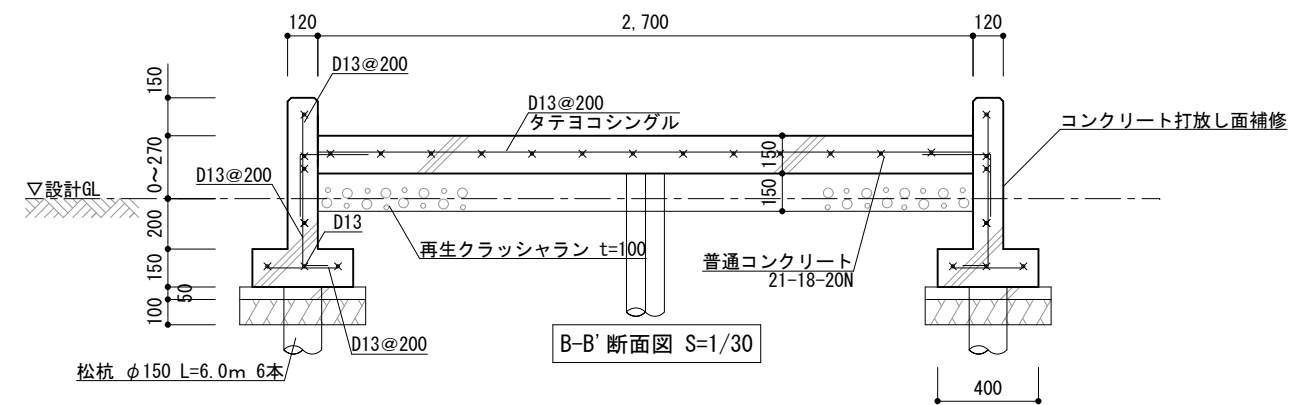 120
2,700
120
150
D13@200
D13@200
タテヨコシングル
コンクリート打放し面補修
0～270
150
D13@200
▽設計GL
150
200
D13
再生クラッシャラン t=100
普通コンクリート
21-18-20N
150
50
100
D13@200
B-B' 断面図 S=1/30
松杭 φ150 L=6.0m 6本
400